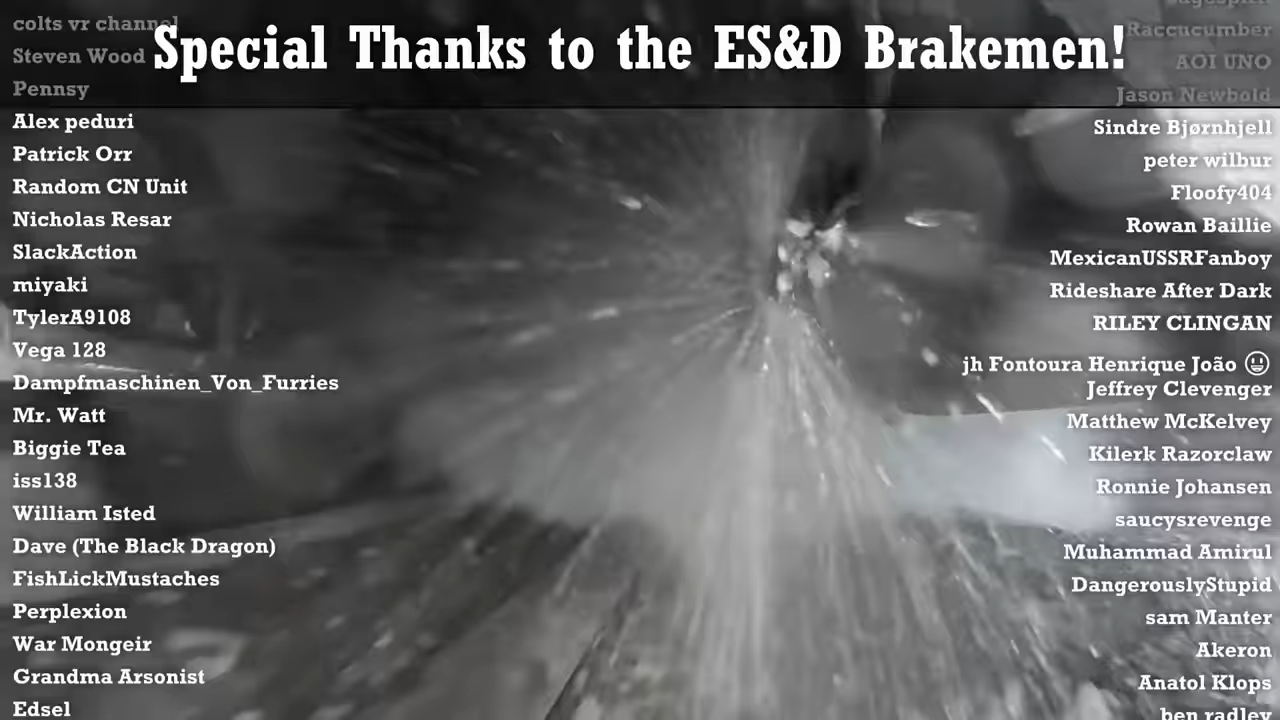 Special Thanks to the ES&D Brakemen!
colts vr channel
Steven Wood
Pennsy
Alex peduri
Patrick Orr
Random CN Unit
Nicholas Resar
SlackAction
miyaki
TylerA9108
Vega 128
Dampfmaschinen_Von_Furries
Mr. Watt
Biggie Tea
iss138
William Isted
Dave (The Black Dragon)
FishLickMustaches
Perplexion
War Mongeir
Grandma Arsonist
Edsel
Raccucumber
AOI UNO
Jason Newbold
Sindre Bjørnhjell
peter wilbur
Floofy404
Rowan Baillie
MexicanUSSRFanboy
Rideshare After Dark
RILEY CLINGAN
jh Fontoura Henrique João 😃
Jeffrey Clevenger
Matthew McKelvey
Kilerk Razorclaw
Ronnie Johansen
saucysrevenge
Muhammad Amirul
DangerouslyStupid
sam Manter
Akeron
Anatol Klops
ben radley